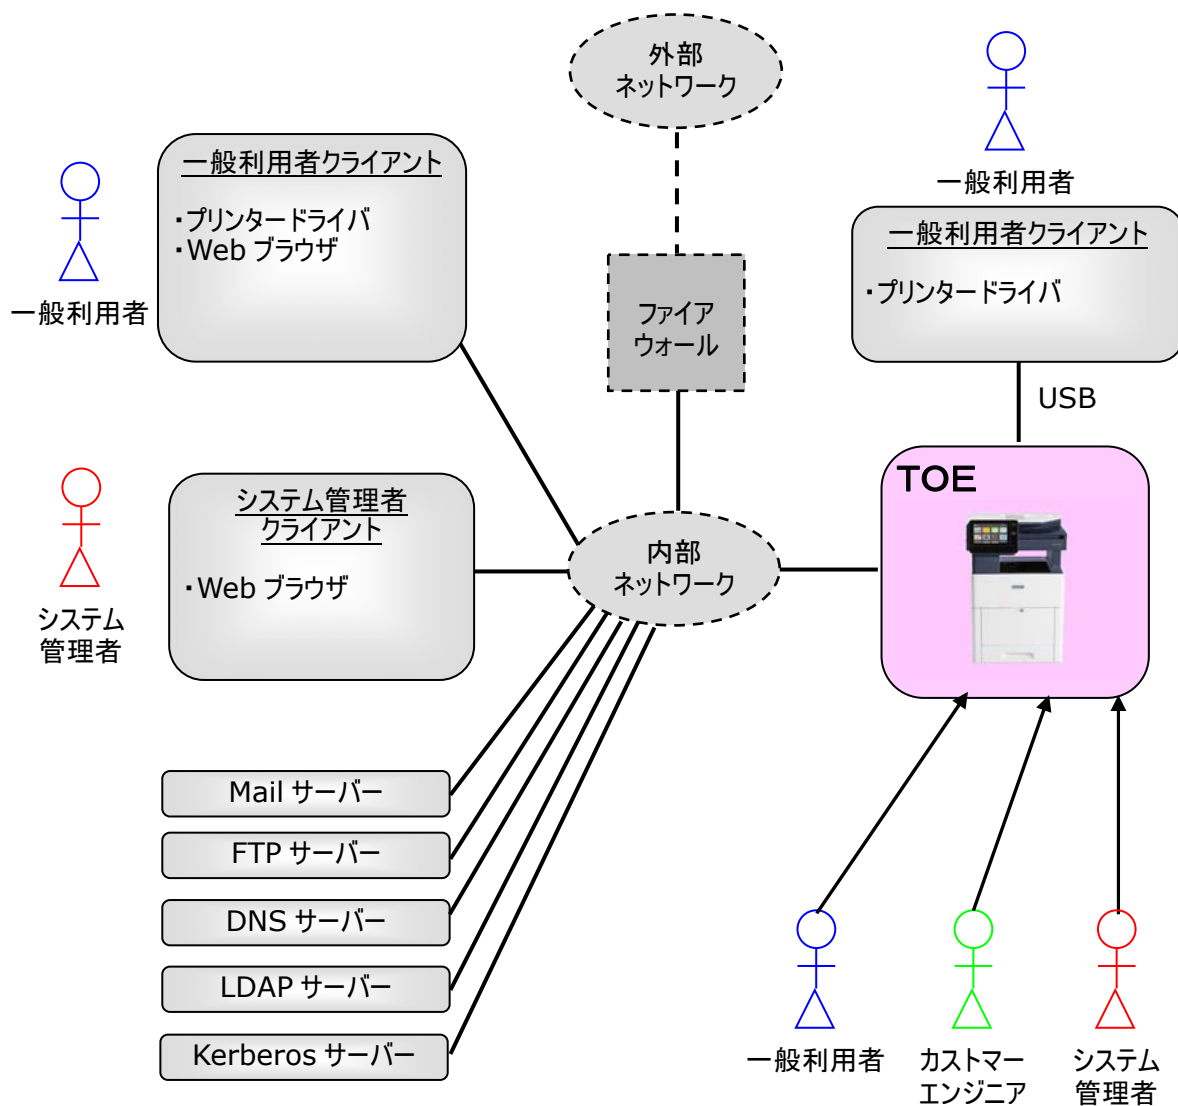 外部
ネットワーク
一般利用者
一般利用者クライアント
・プリンタードライバ
・Web ブラウザ
一般利用者
一般利用者クライアント
・プリンタードライバ
ファイア
ウォール
USB
TOE
システム管理者
クライアント
・Web ブラウザ
システム
管理者
内部
ネットワーク
Mail サーバー
FTP サーバー
DNS サーバー
LDAP サーバー
Kerberos サーバー
一般利用者
カストマー
エンジニア
システム
管理者